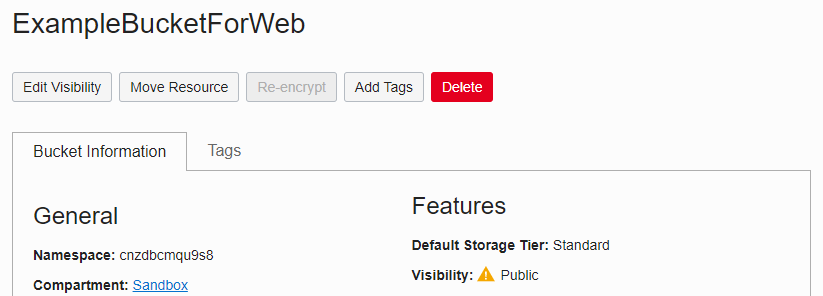 ExampleBucketForWeb
Edit Visibility Move Resource Re-encrypt Add Tags Delete
Bucket Information Tags
General
Namespace: cnzdbcmqu9s8
Compartment: Sandbox
Features
Default Storage Tier: Standard
Visibility: Public